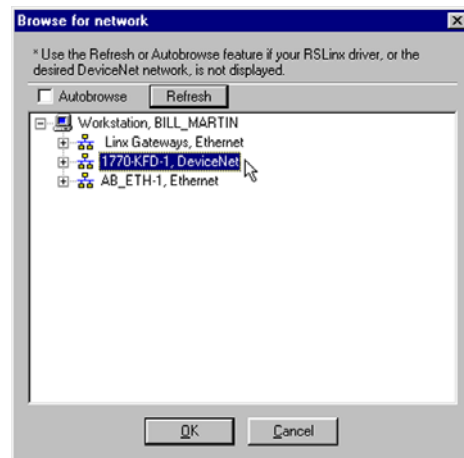 Browse for network
* Use the Refresh or Autobrowse feature if your RSLinx driver, or the
desired DeviceNet network, is not displayed.
Autobrowse Refresh
Workstation, BILL_MARTIN
Linx Gateways, Ethernet
1770-KFD-1, DeviceNet
AB_ETH-1, Ethernet
OK Cancel